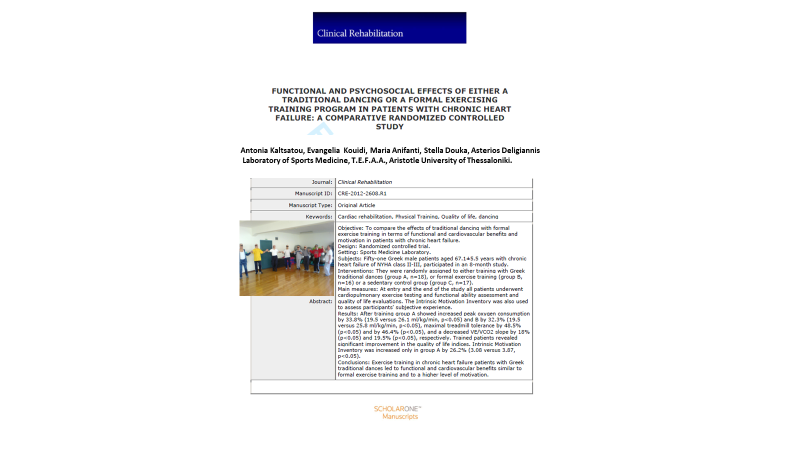 Clinical Rehabilitation
FUNCTIONAL AND PSYCHOSOCIAL EFFECTS OF EITHER A
TRADITIONAL DANCING OR A FORMAL EXERCISING
TRAINING PROGRAM IN PATIENTS WITH CHRONIC HEART
FAILURE: A COMPARATIVE RANDOMIZED CONTROLLED
STUDY
Antonia Kaltsatou, Evangelia Kouidi, Maria Anifanti, Stella Douka, Asterios Deligiannis
Laboratory of Sports Medicine, T.E.F.A.A., Aristotle University of Thessaloniki.
Journal: Clinical Rehabilitation
Manuscript ID: CRE-2012-2608.R1
Manuscript Type: Original Article
Keywords: Cardiac rehabilitation, Physical Training, Quality of life, dancing
Abstract:
Objective: To compare the effects of traditional dancing with formal
exercise training in terms of functional and cardiovascular benefits and
motivation in patients with chronic heart failure.
Design: Randomized controlled trial.
Setting: Sports Medicine Laboratory.
Subjects: Fifty-one Greek male patients aged 67.1±5.5 years with chronic
heart failure of NYHA class II-III, participated in an 8-month study.
Interventions: They were randomly assigned to either training with Greek
traditional dances (group A, n=18), or formal exercise training (group B,
n=16) or a sedentary control group (group C, n=17).
Main measures: At entry and the end of the study all patients underwent
cardiopulmonary exercise testing and functional ability assessment and
quality of life evaluations. The Intrinsic Motivation Inventory was also used
to assess participants' subjective experience.
Results: After training group A showed increased peak oxygen consumption
by 33.8% (19.5 versus 26.1 ml/kg/min, p<0.05) and B by 32.3% (19.5
versus 25.8 ml/kg/min, p<0.05), maximal treadmill tolerance by 48.5%
(p<0.05) and by 46.4% (p<0.05), and a decreased VE/VCO2 slope by 18%
(p<0.05) and 19.5% (p<0.05), respectively. Trained patients revealed
significant improvement in the quality of life indices. Intrinsic Motivation
Inventory was increased only in group A by 26.2% (3.08 versus 3.87,
p<0.05).
Conclusions: Exercise training in chronic heart failure patients with Greek
traditional dances led to functional and cardiovascular benefits similar to
formal exercise training and to a higher level of motivation.
SCHOLARONE™
Manuscripts